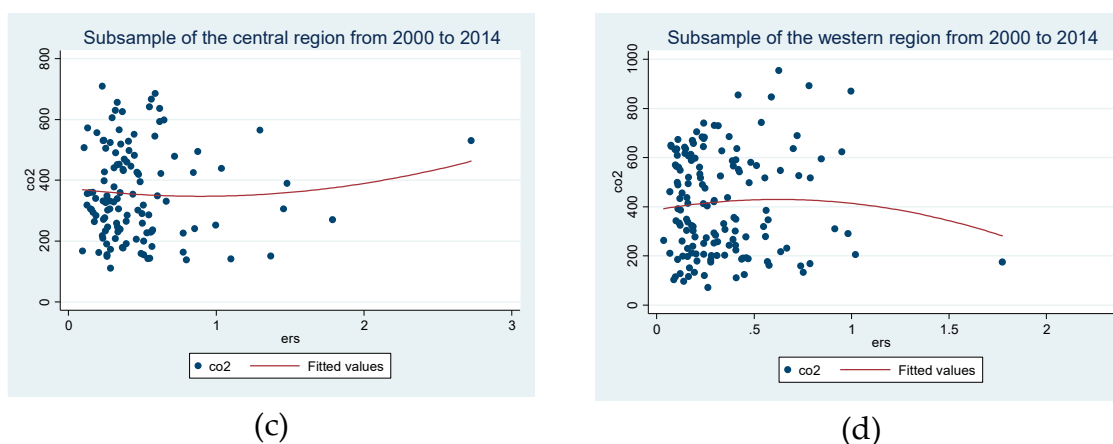 Subsample of the central region from 2000 to 2014
800
600
co2
400
200
0
0 1 2 3
ers
co2 Fitted values
(c)
Subsample of the western region from 2000 to 2014
1000
800
600
co2
400
200
0
0 .5 1 1.5 2
ers
co2 Fitted values
(d)